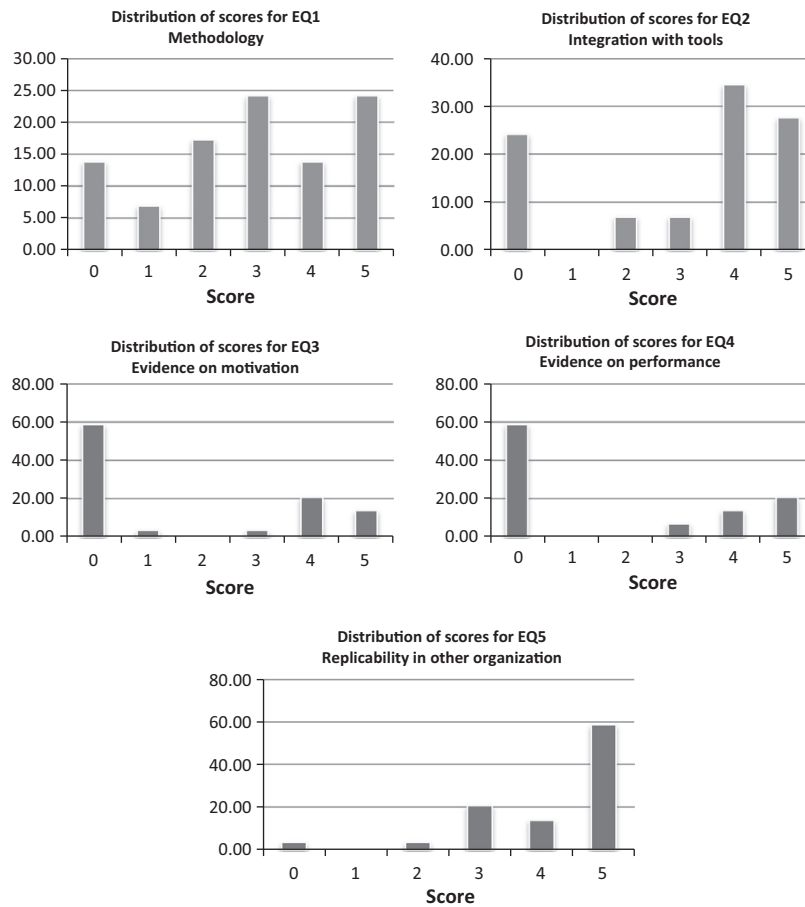 Distribution of scores for EQ1
Methodology
30.00
25.00
20.00
15.00
10.00
5.00
0.00
0 1 2 3 4 5
Score
Distribution of scores for EQ2
Integration with tools
40.00
30.00
20.00
10.00
0.00
0 1 2 3 4 5
Score
Distribution of scores for EQ3
Evidence on motivation
80.00
60.00
40.00
20.00
0.00
0 1 2 3 4 5
Score
Distribution of scores for EQ4
Evidence on performance
80.00
60.00
40.00
20.00
0.00
0 1 2 3 4 5
Score
Distribution of scores for EQ5
Replicability in other organization
80.00
60.00
40.00
20.00
0.00
0 1 2 3 4 5
Score